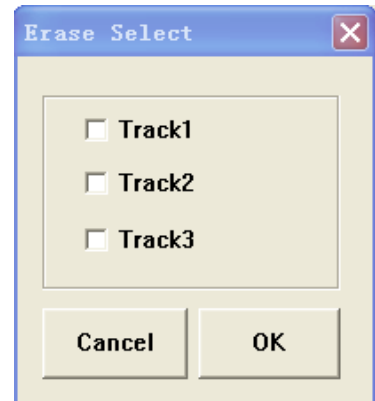 Erase Select
Track1
Track2
Track3
Cancel OK